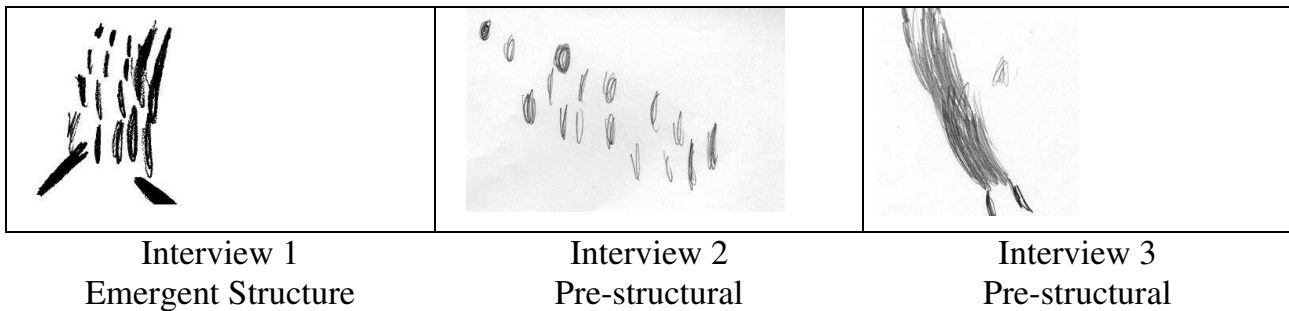 Interview 1
Emergent Structure
Interview 2
Pre-structural
Interview 3
Pre-structural